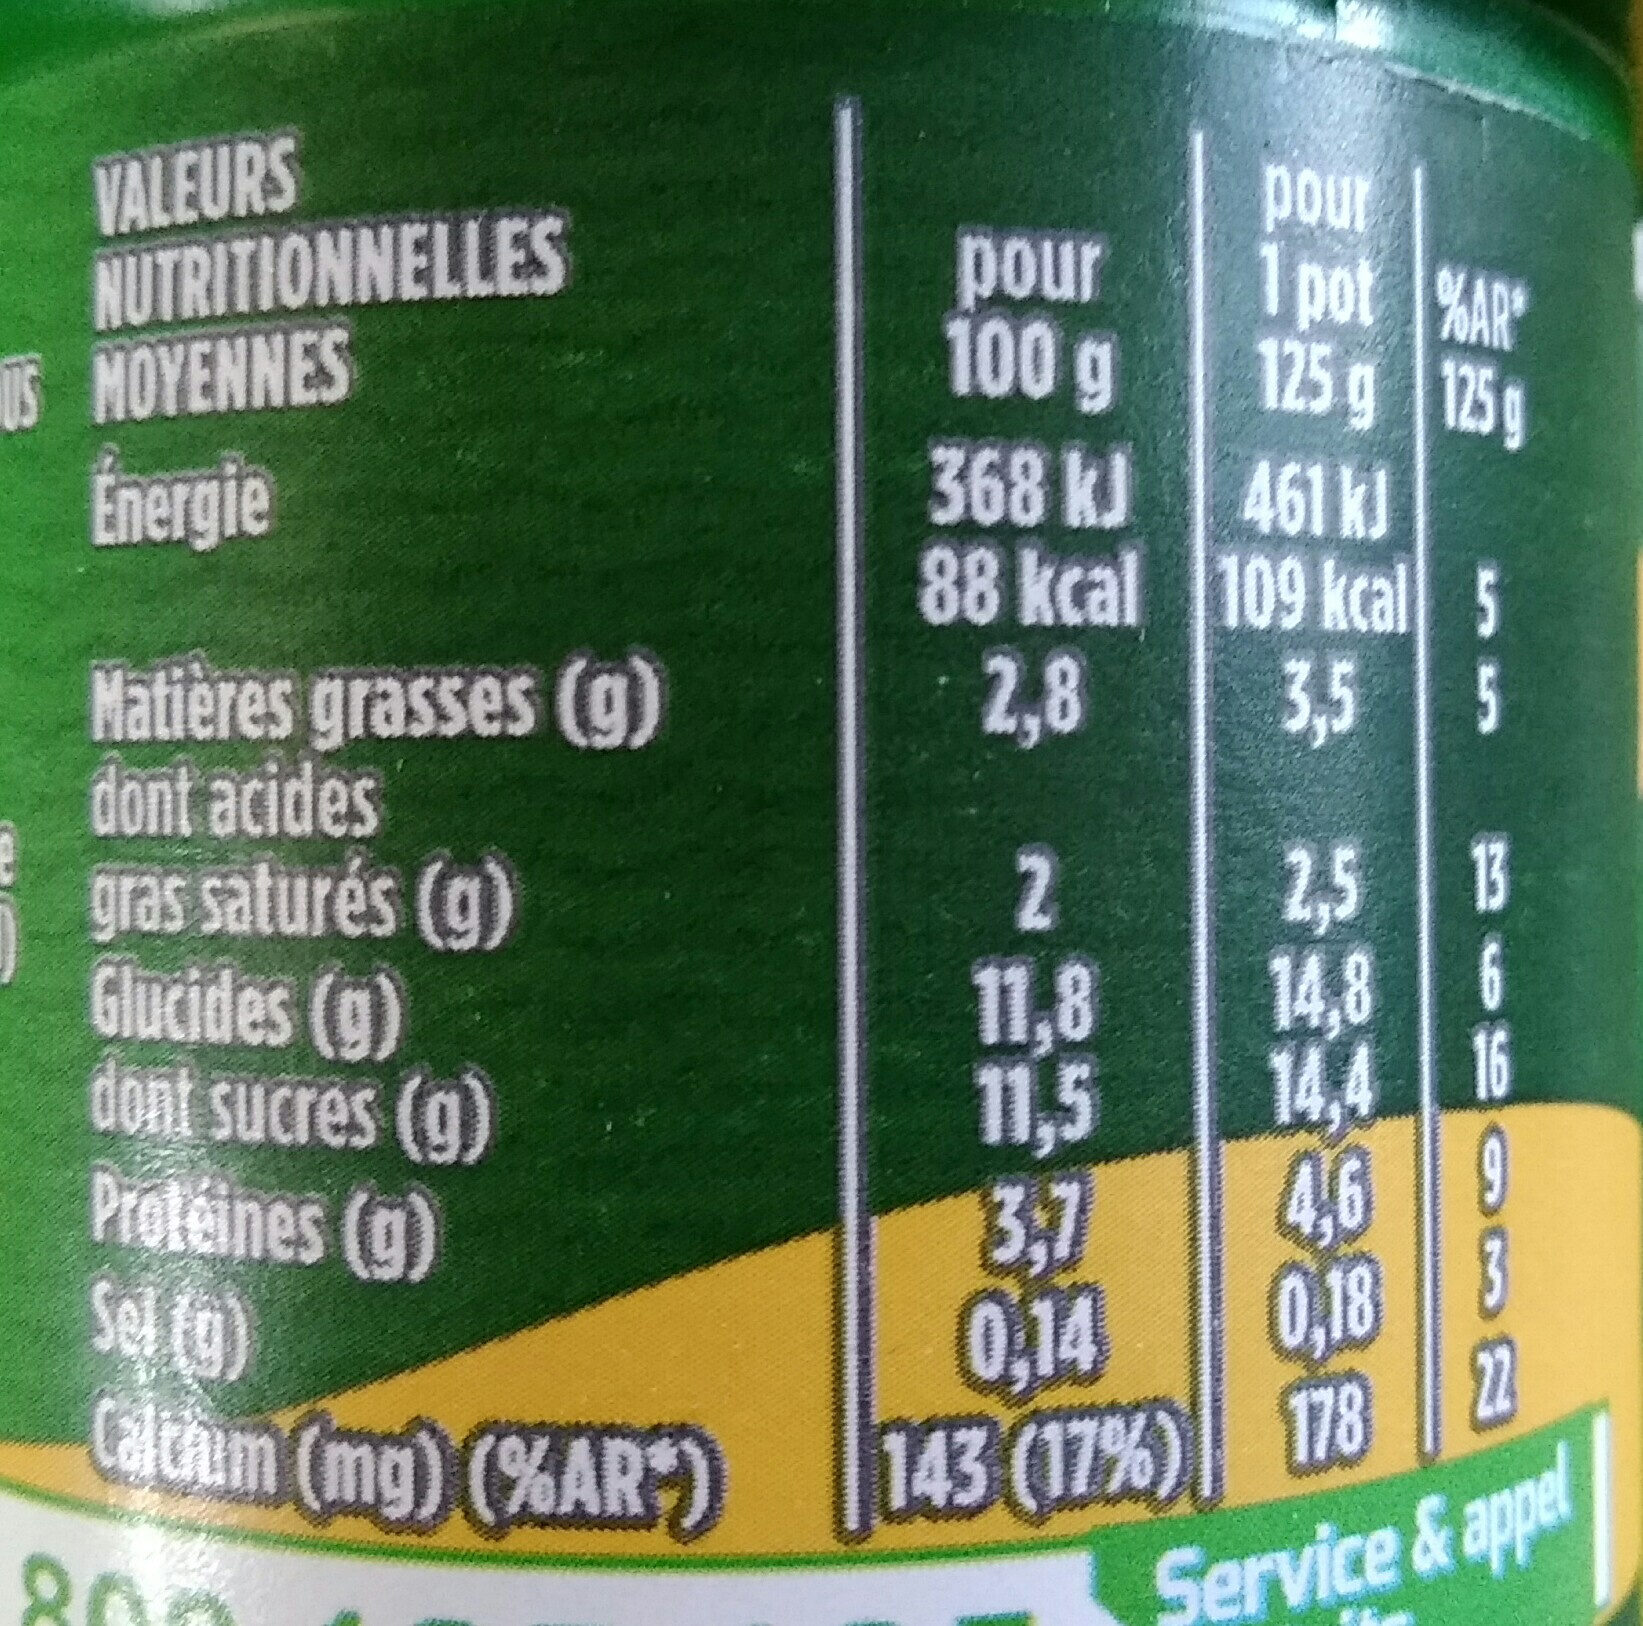 VALEURS
NUTRITIONNELLES
MOYENNES
pour
100 g
pour
1 pot
125 g
%AR*
125 g
Énergie 368 kJ 461 kJ
88 kcal 109 kcal 5
Matières grasses (g) 2,8 3,5 5
dont acides
gras saturés (g) 2 2,5 13
Glucides (g) 11,8 14,8 6
dont sucres (g) 11,5 14,4 16
Protéines (g) 3,7 4,6 9
Sel (g) 0,14 0,18 3
Calcium (mg) (%AR*) 143 (17%) 178 22
Service & appel